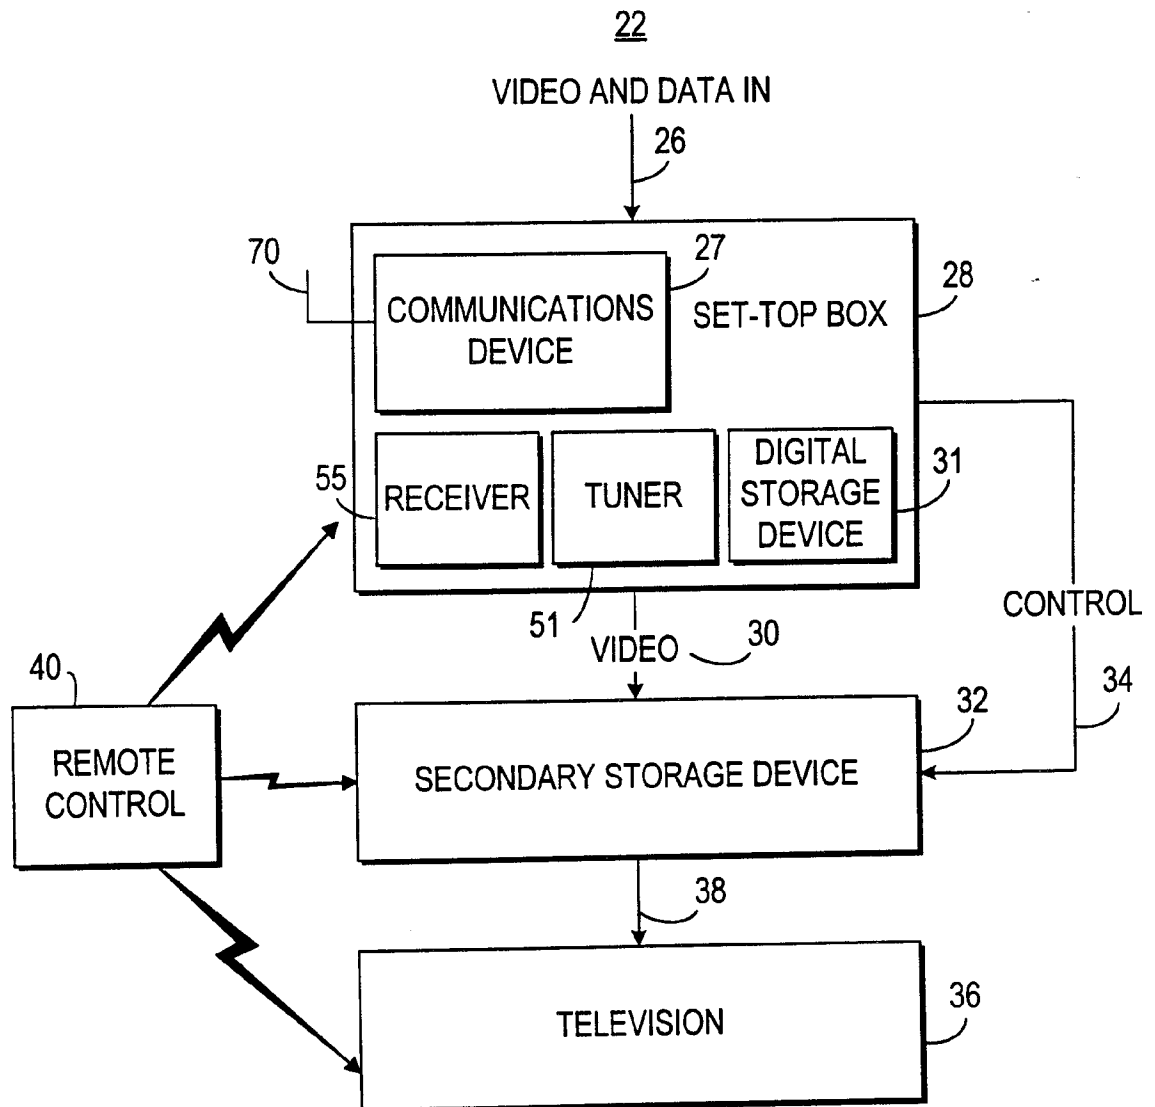 22
VIDEO AND DATA IN
26
70
27
28
COMMUNICATIONS
DEVICE
SET-TOP BOX
55
RECEIVER
TUNER
DIGITAL
STORAGE
DEVICE
31
51
VIDEO
30
CONTROL
34
40
REMOTE
CONTROL
32
SECONDARY STORAGE DEVICE
38
TELEVISION
36